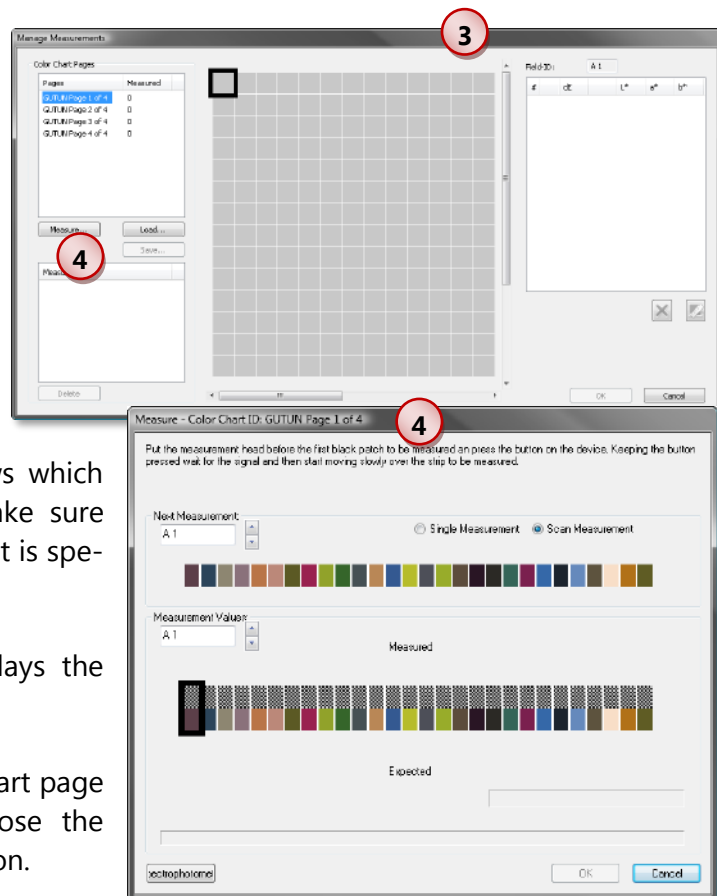 3
Manage Measurements
Color Chart Pages
Pages Measured
GUTUN Page 1 of 4 0
GUTUN Page 2 of 4 0
GUTUN Page 3 of 4 0
GUTUN Page 4 of 4 0
Measure... Load...
Save...
4
Delete
Field-ID: A 1
# dE L* a* b*
OK Cancel
Measure - Color Chart ID: GUTUN Page 1 of 4
4
Put the measurement head before the first black patch to be measured an press the button on the device. Keeping the button
pressed wait for the signal and then start moving slowly over the strip to be measured.
Next Measurement:
A 1
Single Measurement Scan Measurement
Measurement Values:
A 1
Measured
Expected
OK Cancel
s which
ke sure
t is spe-
lays the
art page
ose the
on.